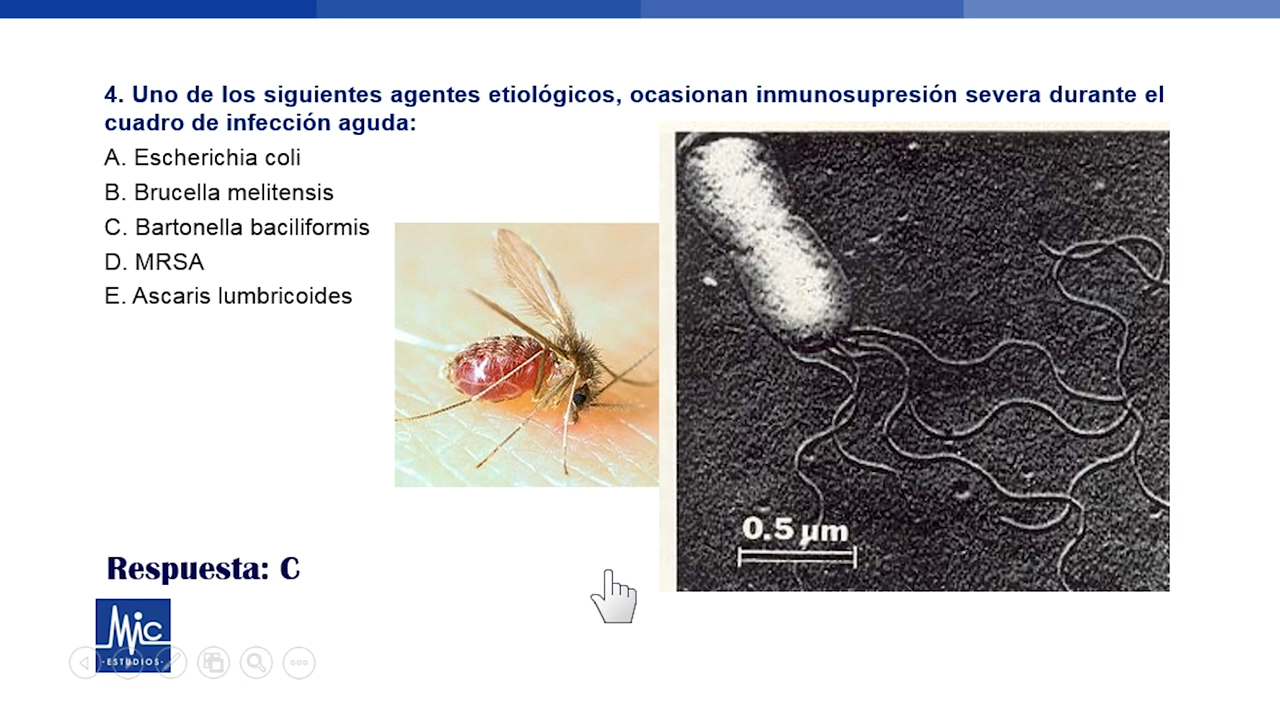 4. Uno de los siguientes agentes etiológicos, ocasionan inmunosupresión severa durante el
cuadro de infección aguda:
A. Escherichia coli
B. Brucella melitensis
C. Bartonella baciliformis
D. MRSA
E. Ascaris lumbricoides
0.5 µm
Respuesta: C
Mic
-ESTUDIOS-